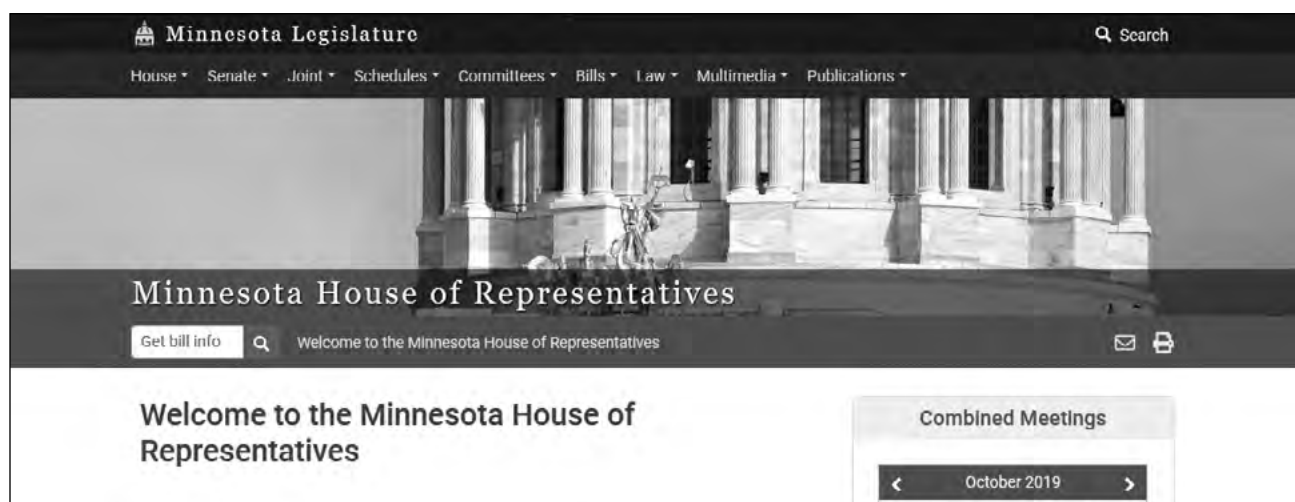 Minnesota Legislature
Search
House Senate Joint Schedules Committees Bills Law Multimedia Publications
Minnesota House of Representatives
Get bill info
Welcome to the Minnesota House of Representatives
Welcome to the Minnesota House of
Representatives
Combined Meetings
October 2019